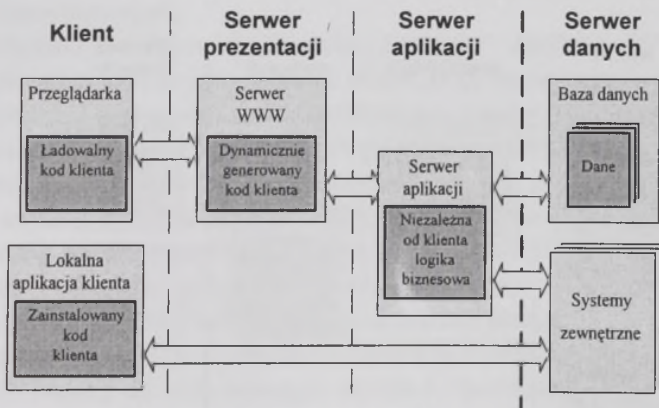 Klient
Serwer
prezentacji
Serwer
aplikacji
Serwer
danych
Przeglądarka
Ładowalny
kod klienta
Serwer
WWW
Dynamicznie
generowany
kod klienta
Serwer
aplikacji
Niezależna
od klienta
logika
biznesowa
Baza danych
Dane
Lokalna
aplikacja klienta
Zainstalowany
kod
klienta
Systemy
zewnętrzne